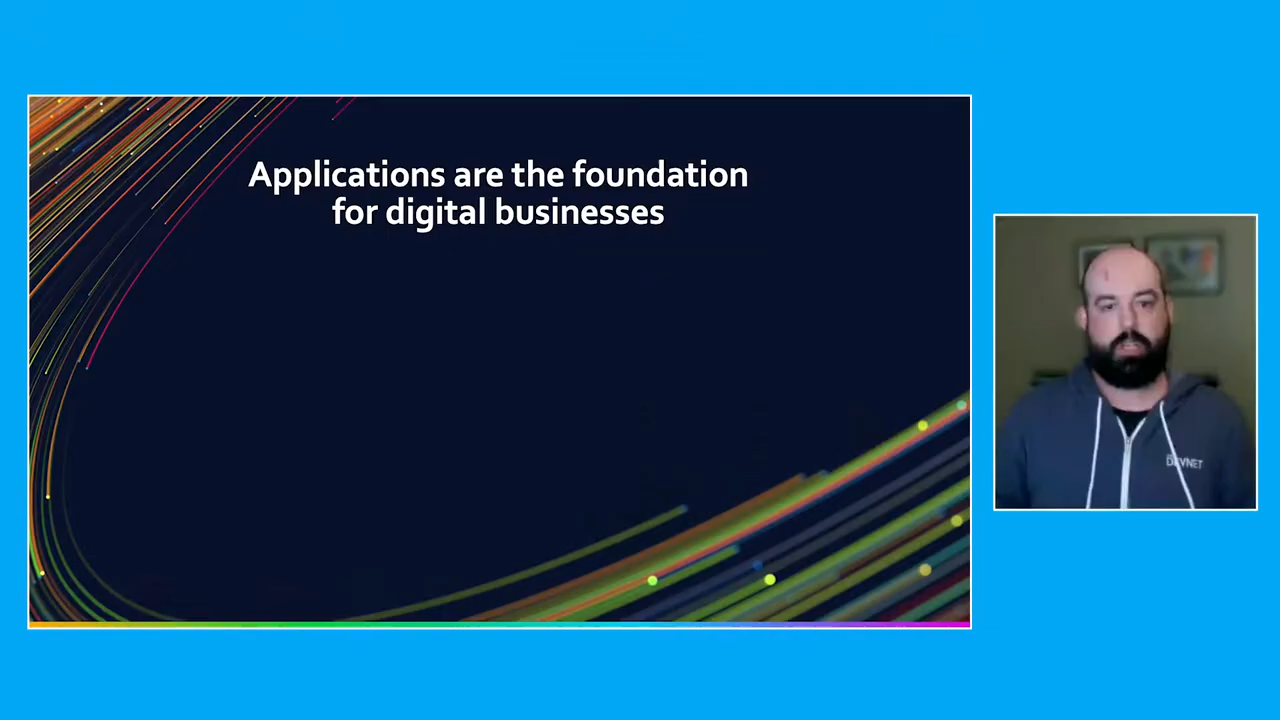 Applications are the foundation
for digital businesses
DEVNET